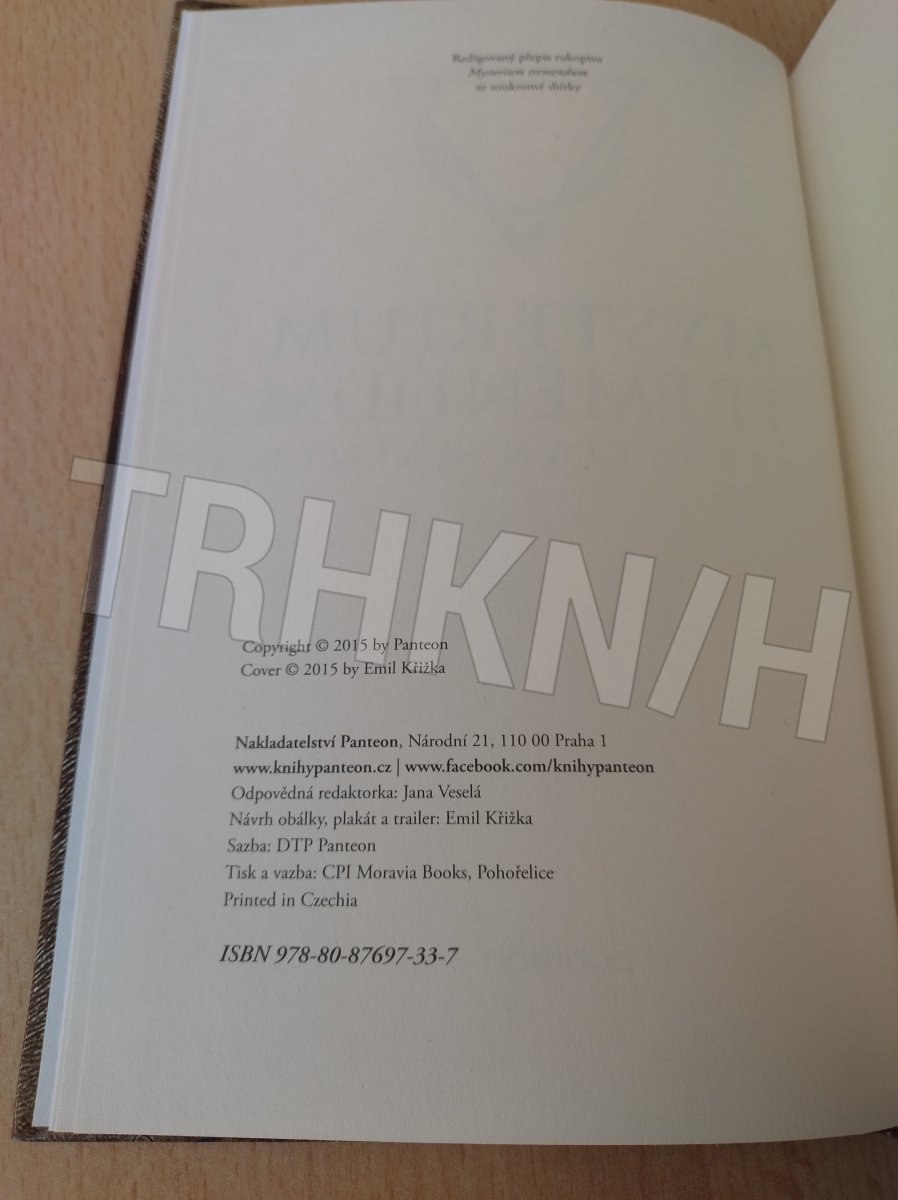 Redigovaný přepis rukopisu
Mysterium tremendum
ze soukromé sbírky
MYSTERIUM
TREMENDUM
TRHKN/H
Copyright © 2015 by Panteon
Cover © 2015 by Emil Křižka
Nakladatelství Panteon, Národní 21, 110 00 Praha 1
www.knihypanteon.cz | www.facebook.com/knihypanteon
Odpovědná redaktorka: Jana Veselá
Návrh obálky, plakát a trailer: Emil Křižka
Sazba: DTP Panteon
Tisk a vazba: CPI Moravia Books, Pohořelice
Printed in Czechia
ISBN 978-80-87697-33-7